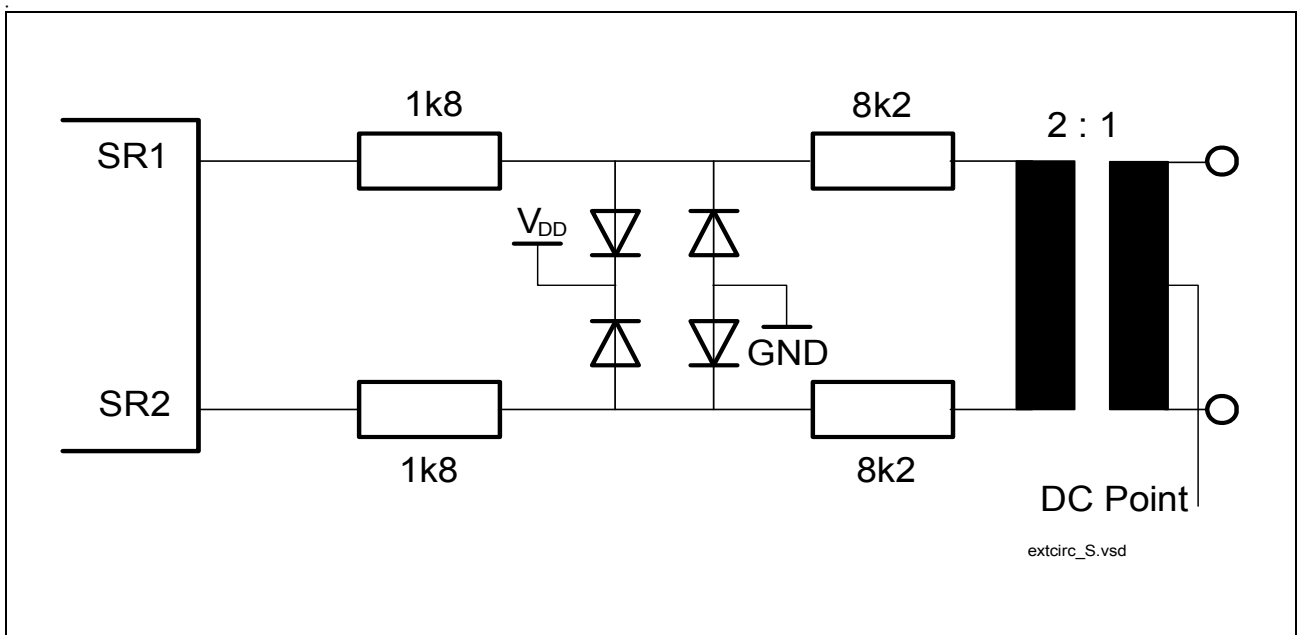 1k8
8k2
2 : 1
SR1
VDD
GND
SR2
1k8
8k2
DC Point
extcirc_S.vsd